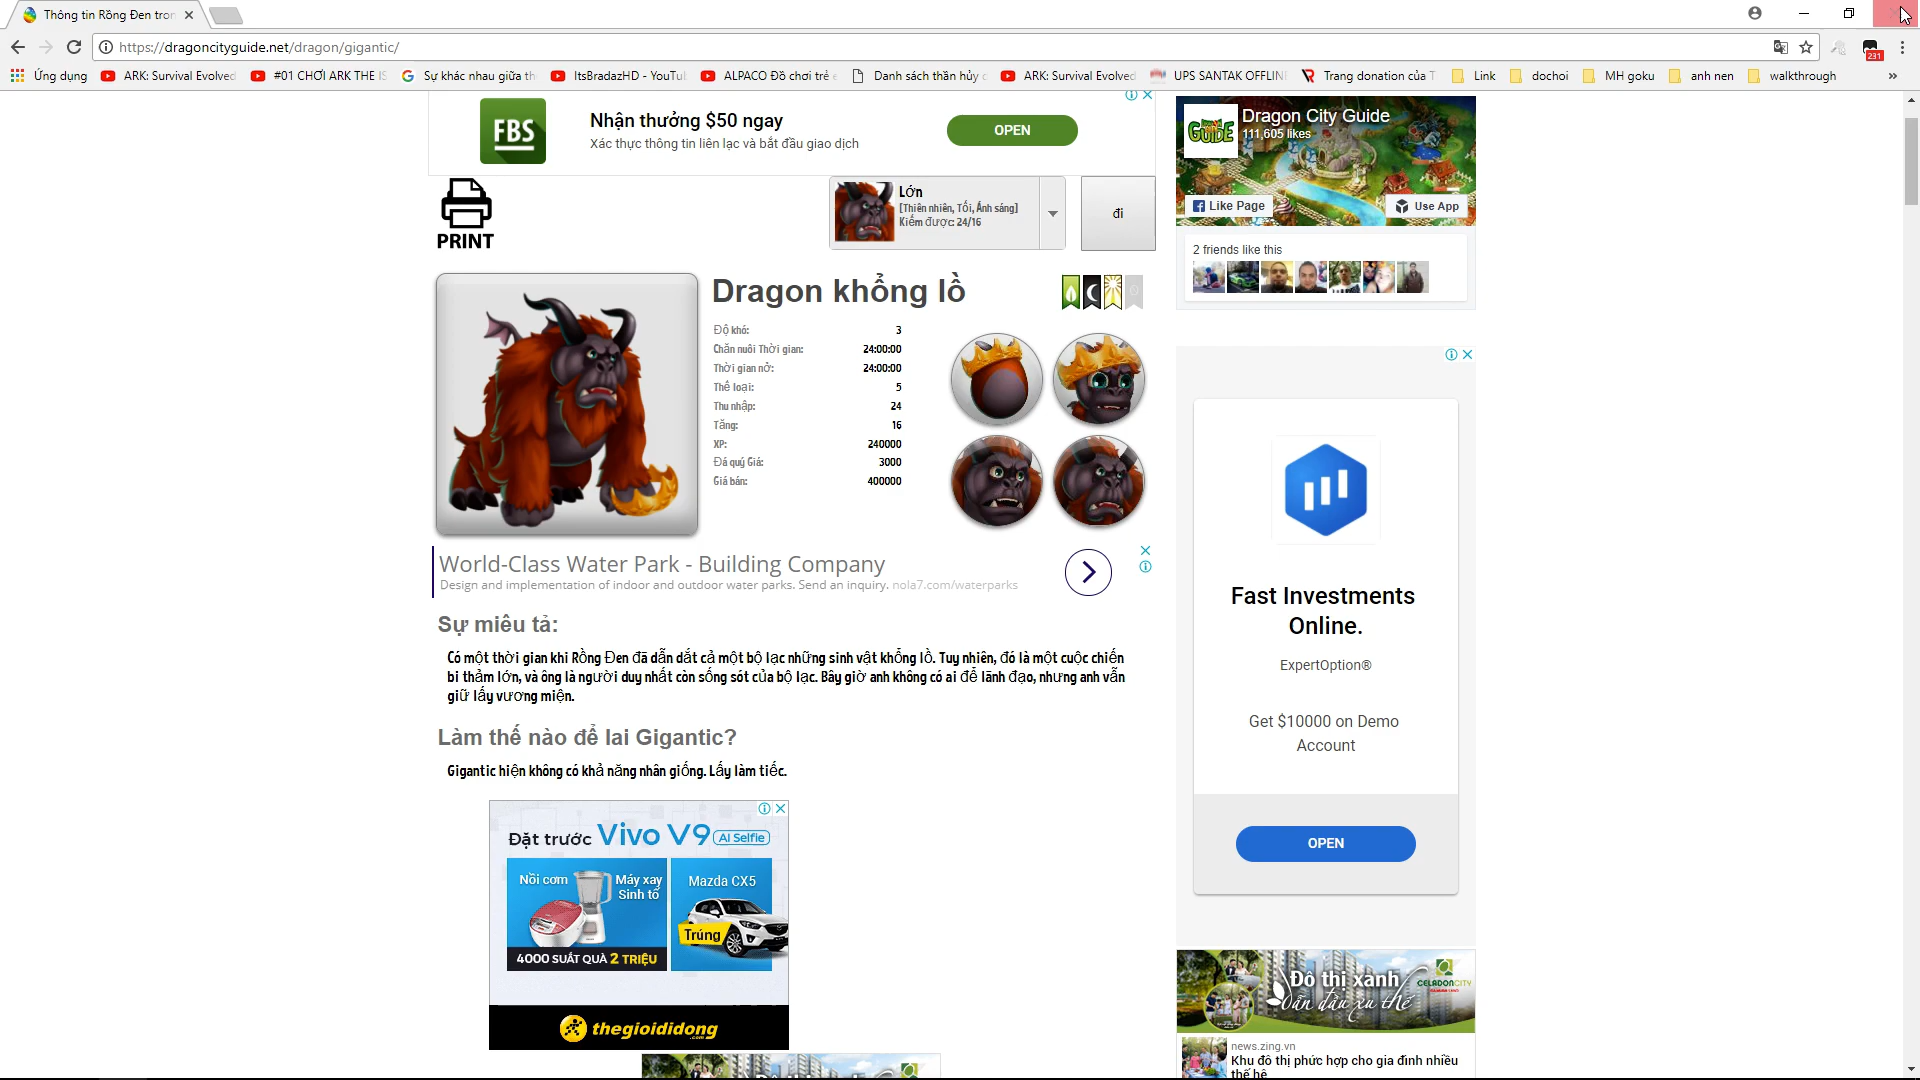 Thông tin Rồng Đen tron
https://dragoncityguide.net/dragon/gigantic/
231
Ứng dụng
ARK: Survival Evolved
#01 CHƠI ARK THE IS
Sự khác nhau giữa th
ItsBradazHD - YouTu
ALPACO Đồ chơi trẻ e
Danh sách thần hủy d
ARK: Survival Evolved
UPS SANTAK OFFLIN
Trang donation của T
Link
dochoi
MH goku
anh nen
walkthrough
FBS
Nhận thưởng $50 ngay
Xác thực thông tin liên lạc và bắt đầu giao dịch
OPEN
PRINT
Lớn
[Thiên nhiên, Tối, Ánh sáng]
Kiếm được: 24/16
đi
Dragon khổng lồ
Độ khó: 3
Chăn nuôi Thời gian: 24:00:00
Thời gian nở: 24:00:00
Thể loại: 5
Thu nhập: 24
Tăng: 16
XP: 240000
Đá quý Giá: 3000
Giá bán: 400000
World-Class Water Park - Building Company
Design and implementation of indoor and outdoor water parks. Send an inquiry. nola7.com/waterparks
Sự miêu tả:
Có một thời gian khi Rồng Đen đã dẫn dắt cả một bộ lạc những sinh vật khổng lồ. Tuy nhiên, đó là một cuộc chiến
bi thảm lớn, và ông là người duy nhất còn sống sót của bộ lạc. Bây giờ anh không có ai để lãnh đạo, nhưng anh vẫn
giữ lấy vương miện.
Làm thế nào để lai Gigantic?
Gigantic hiện không có khả năng nhân giống. Lấy làm tiếc.
Đặt trước Vivo V9 AI Selfie
Nồi cơm
Máy xay
Sinh tố
Mazda CX5
Trúng
4000 SUẤT QUÀ 2 TRIỆU
thegioididong
.com
GUIDE
Dragon City Guide
111,605 likes
Like Page
Use App
2 friends like this
Fast Investments
Online.
ExpertOption®
Get $10000 on Demo
Account
OPEN
Đô thị xanh
dẫn đầu xu thế
CELADONCITY
news.zing.vn
Khu đô thị phức hợp cho gia đình nhiều
thế hệ